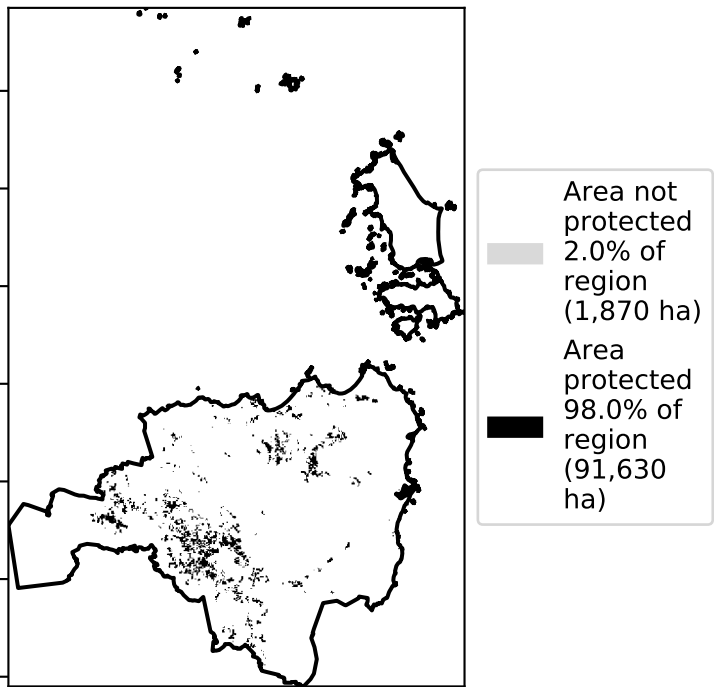 Area not
protected
2.0% of
region
(1,870 ha)
Area
protected
98.0% of
region
(91,630
ha)